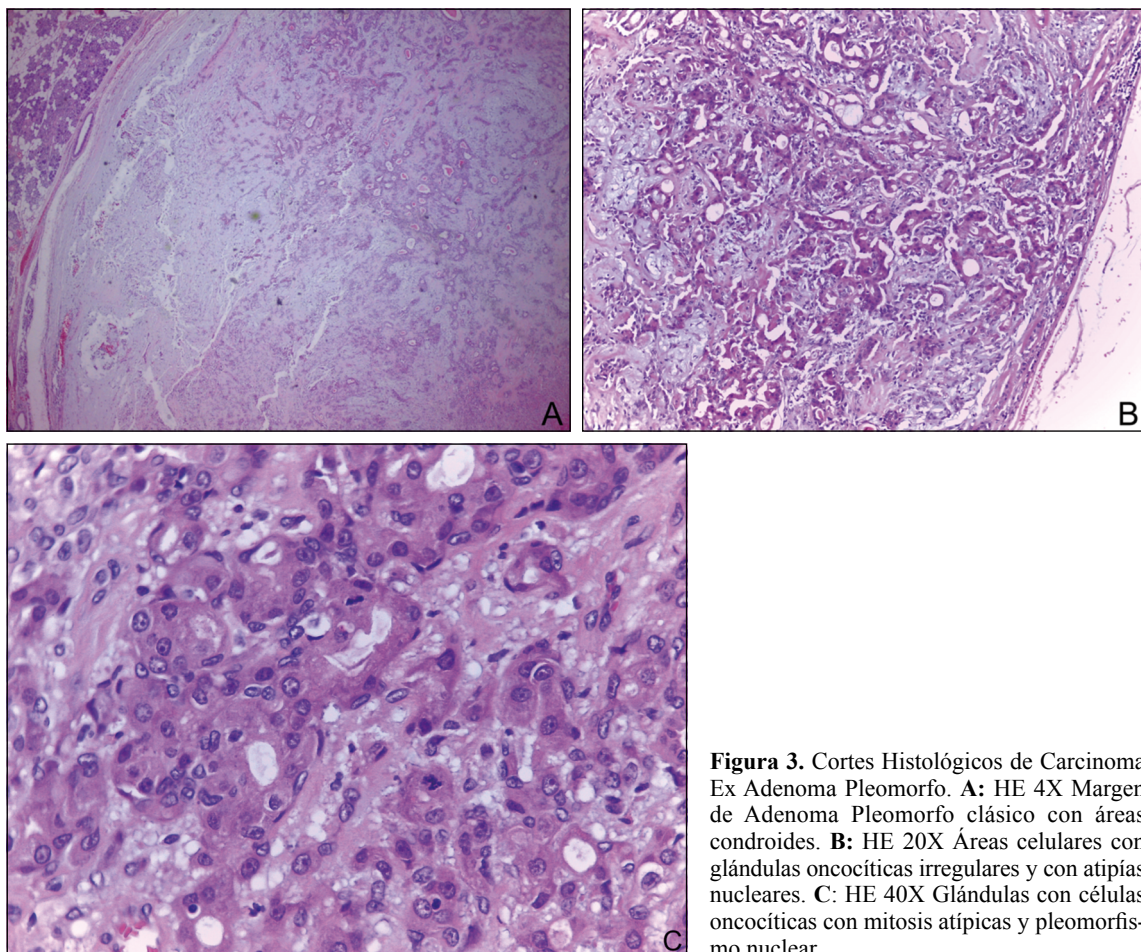 A
B
C
Figura 3. Cortes Histológicos de Carcinoma
Ex Adenoma Pleomorfo. A: HE 4X Margen
de Adenoma Pleomorfo clásico con áreas
condroides. B: HE 20X Áreas celulares con
glándulas oncocíticas irregulares y con atipías
nucleares. C: HE 40X Glándulas con células
oncocíticas con mitosis atípicas y pleomorfis-
mo nuclear